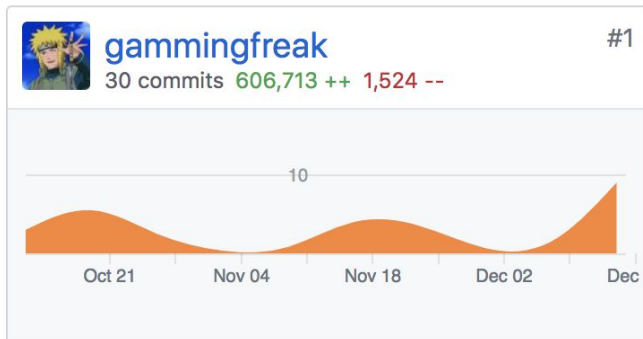 gammingfreak #1
30 commits 606,713 ++ 1,524 --
10
Oct 21 Nov 04 Nov 18 Dec 02 Dec